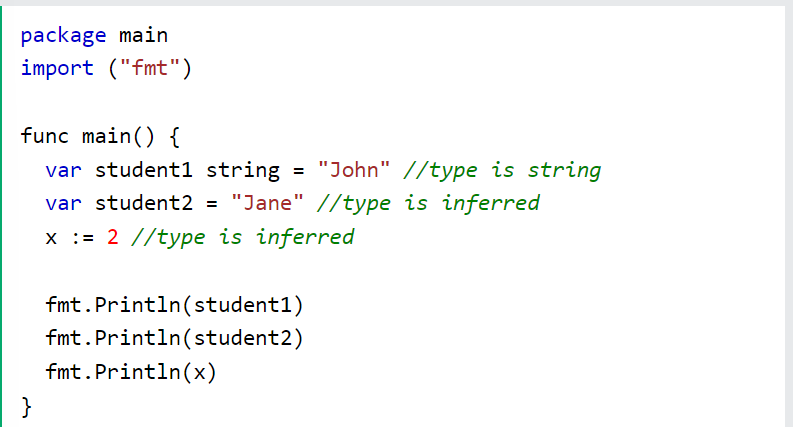 package main
import ("fmt")
func main() {
var student1 string = "John" //type is string
var student2 = "Jane" //type is inferred
x := 2 //type is inferred
fmt.Println(student1)
fmt.Println(student2)
fmt.Println(x)
}